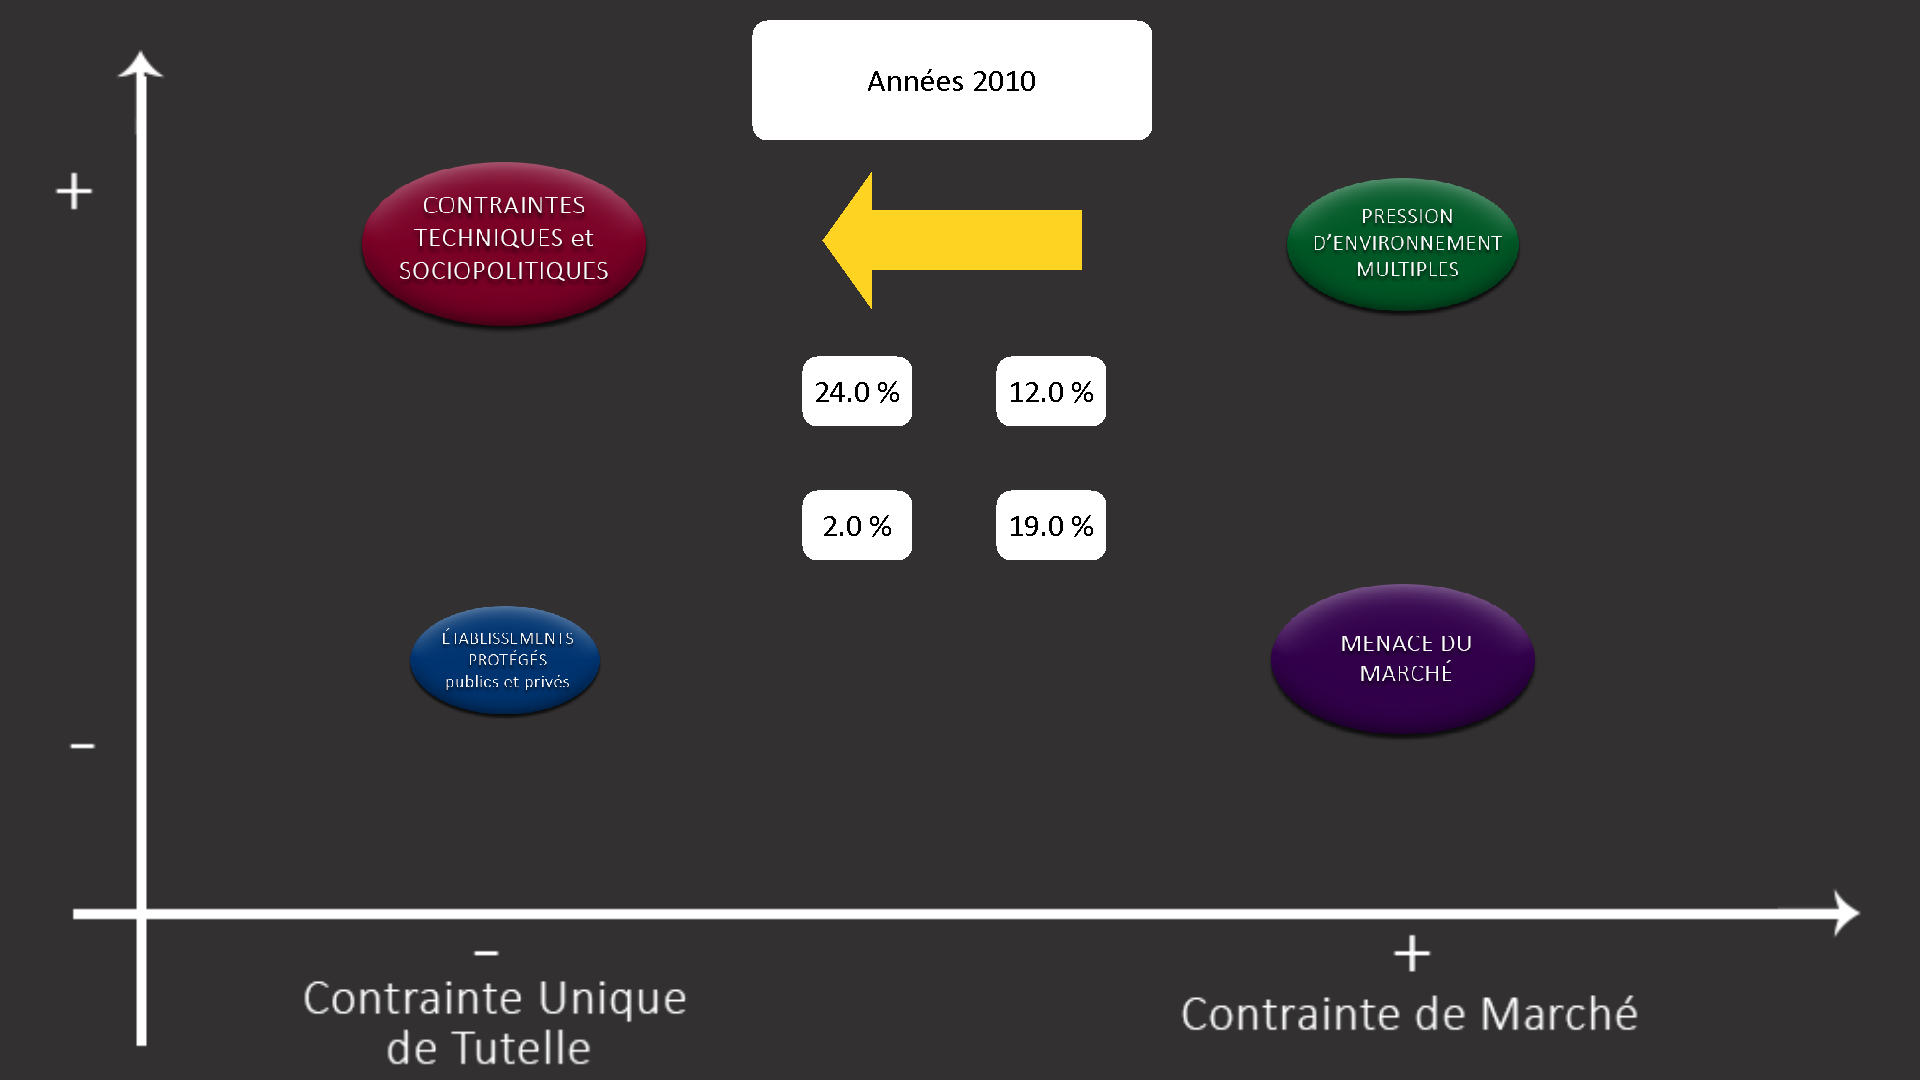 Années 2010
+
CONTRAINTES
TECHNIQUES et
SOCIOPOLITIQUES
PRESSION
D’ENVIRONNEMENT
MULTIPLES
24.0 %
12.0 %
2.0 %
19.0 %
ÉTABLISSEMENTS
PROTÉGÉS
publics et privés
MENACE DU
MARCHÉ
–
–
Contrainte Unique
de Tutelle
+
Contrainte de Marché